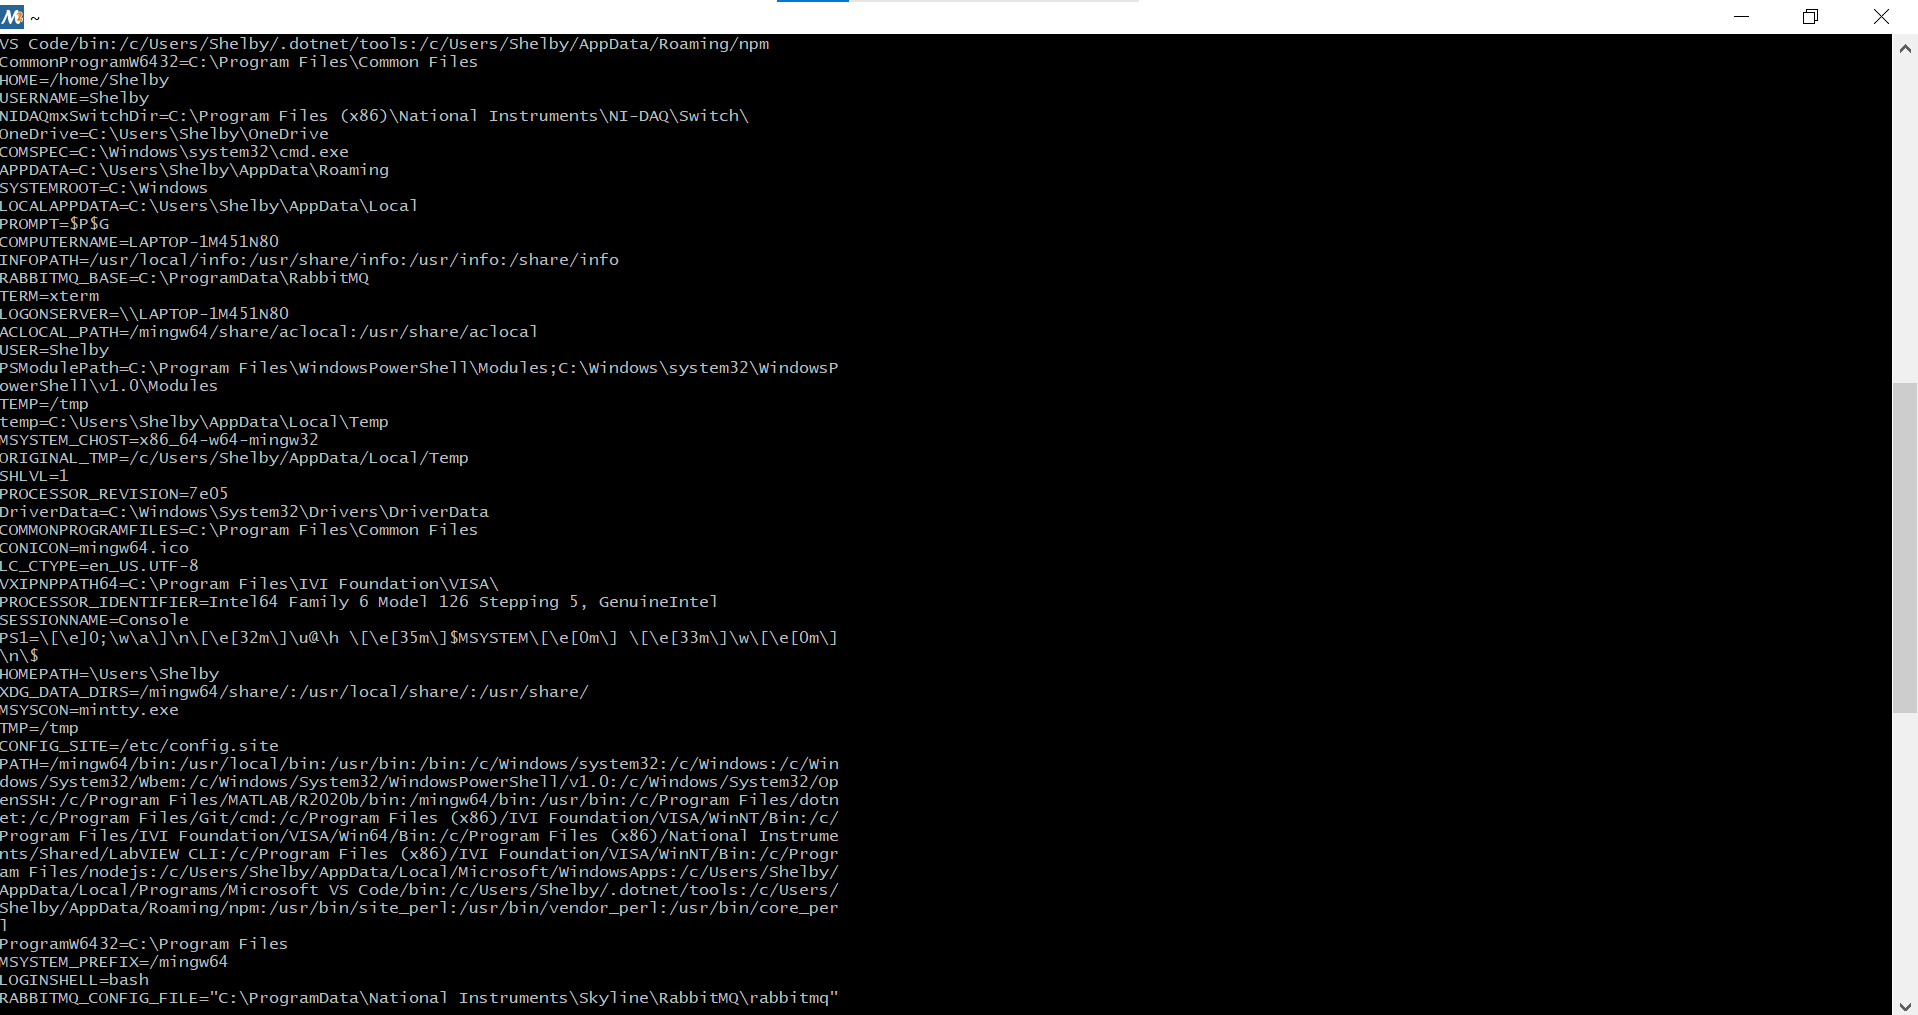 ~
VS Code/bin:/c/Users/Shelby/.dotnet/tools:/c/Users/Shelby/AppData/Roaming/npm
CommonProgramW6432=C:\Program Files\Common Files
HOME=/home/Shelby
USERNAME=Shelby
NIDAQmxSwitchDir=C:\Program Files (x86)\National Instruments\NI-DAQ\Switch\
OneDrive=C:\Users\Shelby\OneDrive
COMSPEC=C:\Windows\system32\cmd.exe
APPDATA=C:\Users\Shelby\AppData\Roaming
SYSTEMROOT=C:\Windows
LOCALAPPDATA=C:\Users\Shelby\AppData\Local
PROMPT=$P$G
COMPUTERNAME=LAPTOP-1M451N80
INFOPATH=/usr/local/info:/usr/share/info:/usr/info:/share/info
RABBITMQ_BASE=C:\ProgramData\RabbitMQ
TERM=xterm
LOGONSERVER=\\LAPTOP-1M451N80
ACLOCAL_PATH=/mingw64/share/aclocal:/usr/share/aclocal
USER=Shelby
PSModulePath=C:\Program Files\WindowsPowerShell\Modules;C:\Windows\system32\WindowsP
owerShell\v1.0\Modules
TEMP=/tmp
temp=C:\Users\Shelby\AppData\Local\Temp
MSYSTEM_CHOST=x86_64-w64-mingw32
ORIGINAL_TMP=/c/Users/Shelby/AppData/Local/Temp
SHLVL=1
PROCESSOR_REVISION=7e05
DriverData=C:\Windows\System32\Drivers\DriverData
COMMONPROGRAMFILES=C:\Program Files\Common Files
CONICON=mingw64.ico
LC_CTYPE=en_US.UTF-8
VXIPNPPATH64=C:\Program Files\IVI Foundation\VISA\
PROCESSOR_IDENTIFIER=Intel64 Family 6 Model 126 Stepping 5, GenuineIntel
SESSIONNAME=Console
PS1=\[\e]0;\w\a\]\n\[\e[32m\]\u@\h \[\e[35m\]$MSYSTEM\[\e[0m\] \[\e[33m\]\w\[\e[0m\]
\n\$
HOMEPATH=\Users\Shelby
XDG_DATA_DIRS=/mingw64/share/:/usr/local/share/:/usr/share/
MSYSCON=mintty.exe
TMP=/tmp
CONFIG_SITE=/etc/config.site
PATH=/mingw64/bin:/usr/local/bin:/usr/bin:/bin:/c/Windows/system32:/c/Windows:/c/Win
dows/System32/Wbem:/c/Windows/System32/WindowsPowerShell/v1.0:/c/Windows/System32/Op
enSSH:/c/Program Files/MATLAB/R2020b/bin:/mingw64/bin:/usr/bin:/c/Program Files/dotn
et:/c/Program Files/Git/cmd:/c/Program Files (x86)/IVI Foundation/VISA/WinNT/Bin:/c/
Program Files/IVI Foundation/VISA/Win64/Bin:/c/Program Files (x86)/National Instrume
nts/Shared/LabVIEW CLI:/c/Program Files (x86)/IVI Foundation/VISA/WinNT/Bin:/c/Progr
am Files/nodejs:/c/Users/Shelby/AppData/Local/Microsoft/WindowsApps:/c/Users/Shelby/
AppData/Local/Programs/Microsoft VS Code/bin:/c/Users/Shelby/.dotnet/tools:/c/Users/
Shelby/AppData/Roaming/npm:/usr/bin/site_perl:/usr/bin/vendor_perl:/usr/bin/core_per
l
ProgramW6432=C:\Program Files
MSYSTEM_PREFIX=/mingw64
LOGINSHELL=bash
RABBITMQ_CONFIG_FILE="C:\ProgramData\National Instruments\Skyline\RabbitMQ\rabbitmq"